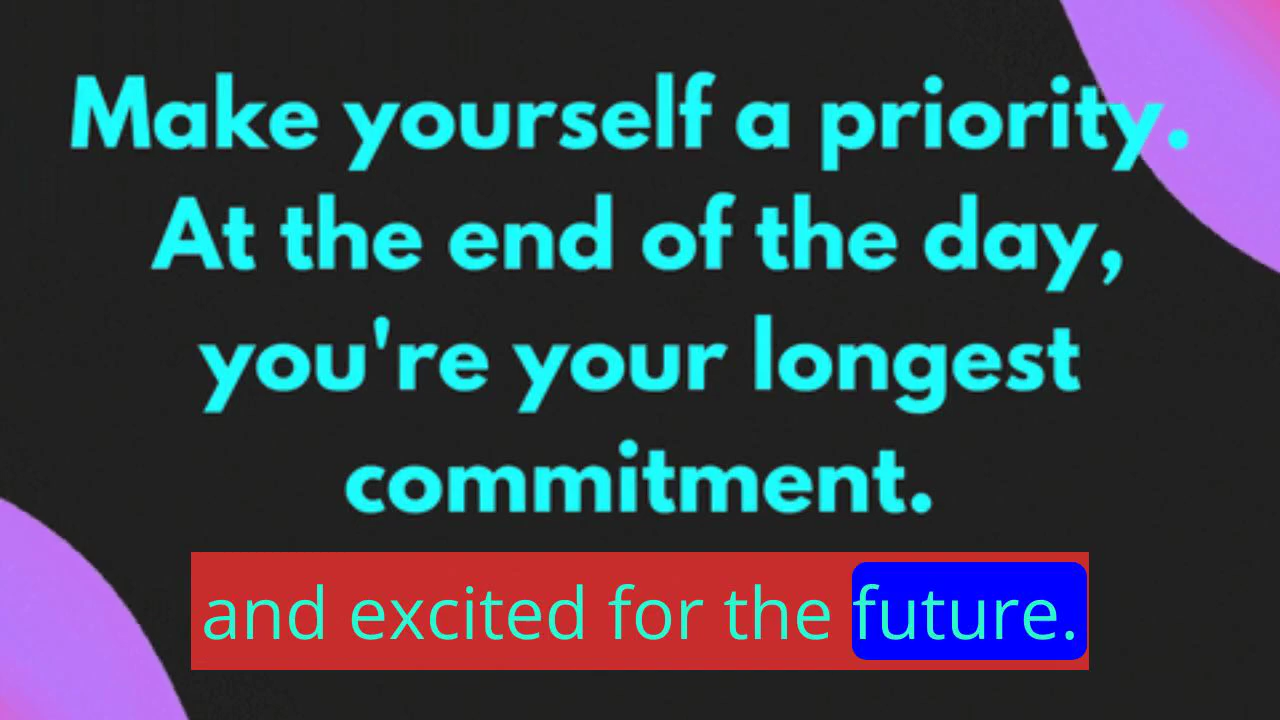 Make yourself a priority.
At the end of the day,
you're your longest
commitment.
and excited for the future.